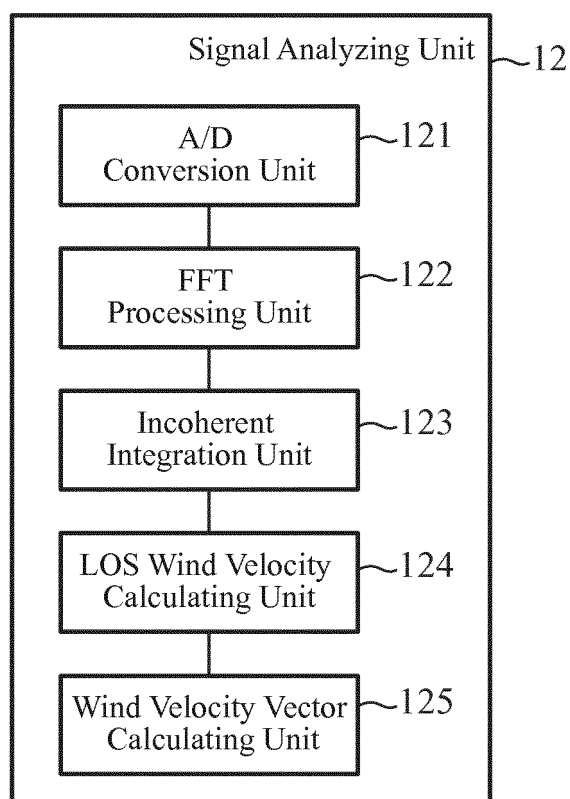 Signal Analyzing Unit
12
A/D
Conversion Unit
121
FFT
Processing Unit
122
Incoherent
Integration Unit
123
LOS Wind Velocity
Calculating Unit
124
Wind Velocity Vector
Calculating Unit
125